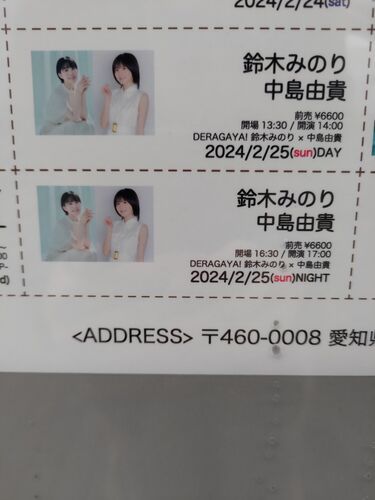 2024/2/24(sat)
鈴木みのり
中島由貴
前売 ¥6600
開場 13:30 / 開演 14:00
DERAGAYA! 鈴木みのり × 中島由貴
2024/2/25(sun)DAY
鈴木みのり
中島由貴
前売 ¥6600
開場 16:30 / 開演 17:00
DERAGAYA! 鈴木みのり × 中島由貴
2024/2/25(sun)NIGHT
<ADDRESS> 〒460-0008 愛知県